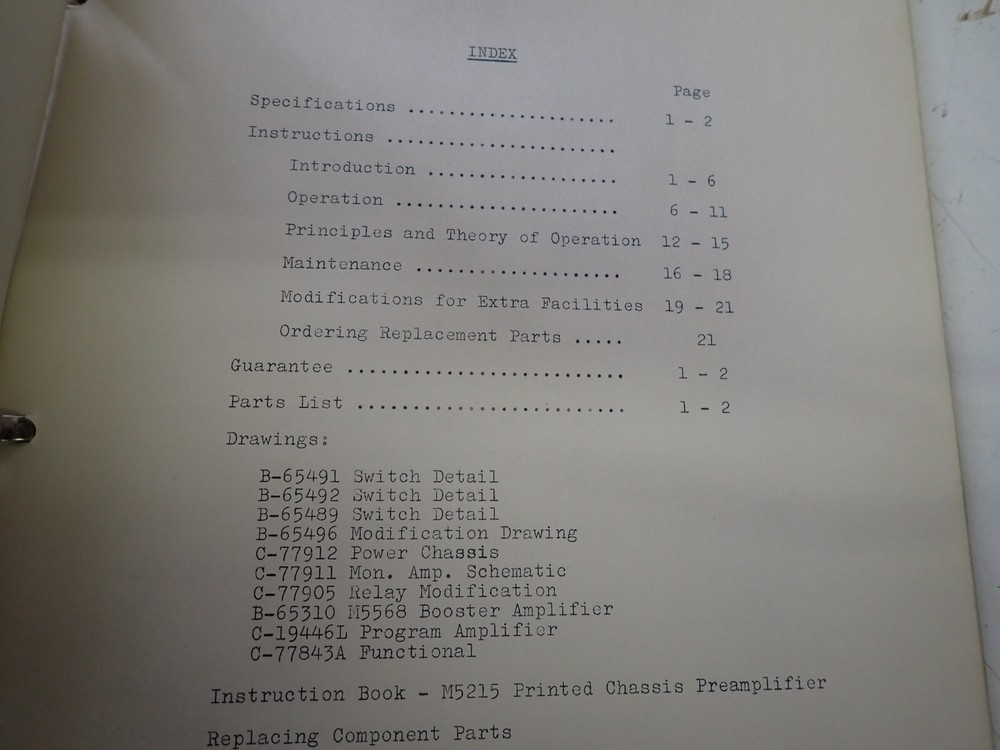 INDEX
Page
Specifications ..................... 1 - 2
Instructions .......................
Introduction ................... 1 - 6
Operation ...................... 6 - 11
Principles and Theory of Operation 12 - 15
Maintenance .................... 16 - 18
Modifications for Extra Facilities 19 - 21
Ordering Replacement Parts ..... 21
Guarantee .......................... 1 - 2
Parts List ......................... 1 - 2
Drawings:
B-65491 Switch Detail
B-65492 Switch Detail
B-65489 Switch Detail
B-65496 Modification Drawing
C-77912 Power Chassis
C-77911 Mon. Amp. Schematic
C-77905 Relay Modification
B-65310 M5568 Booster Amplifier
C-19446L Program Amplifier
C-77843A Functional
Instruction Book - M5215 Printed Chassis Preamplifier
Replacing Component Parts